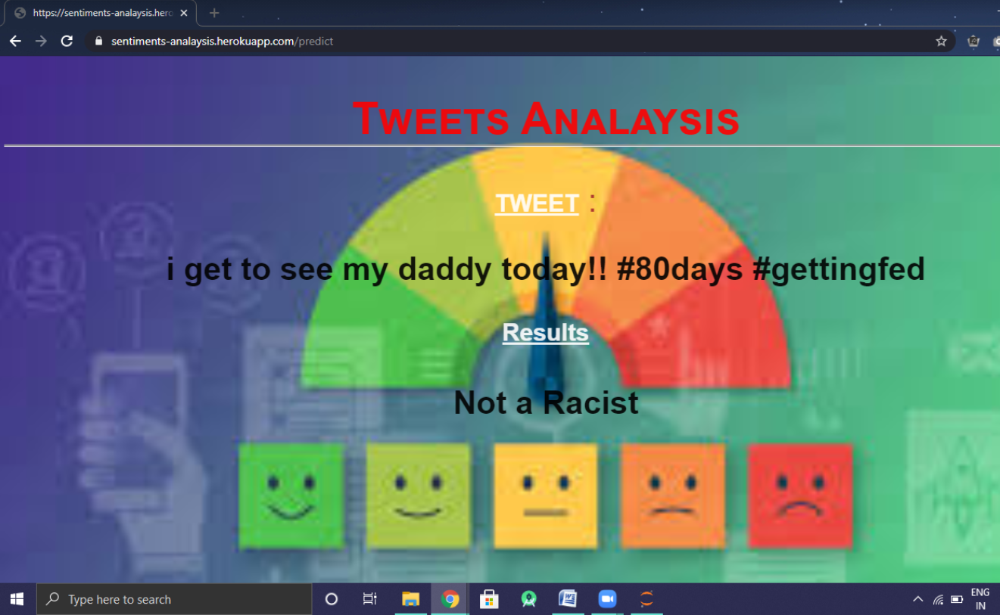 https://sentiments-analaysis.hero
sentiments-analaysis.herokuapp.com/predict
TWEETS ANALAYSIS
TWEET :
i get to see my daddy today!! #80days #gettingfed
Results
Not a Racist
Type here to search
ENG
IN